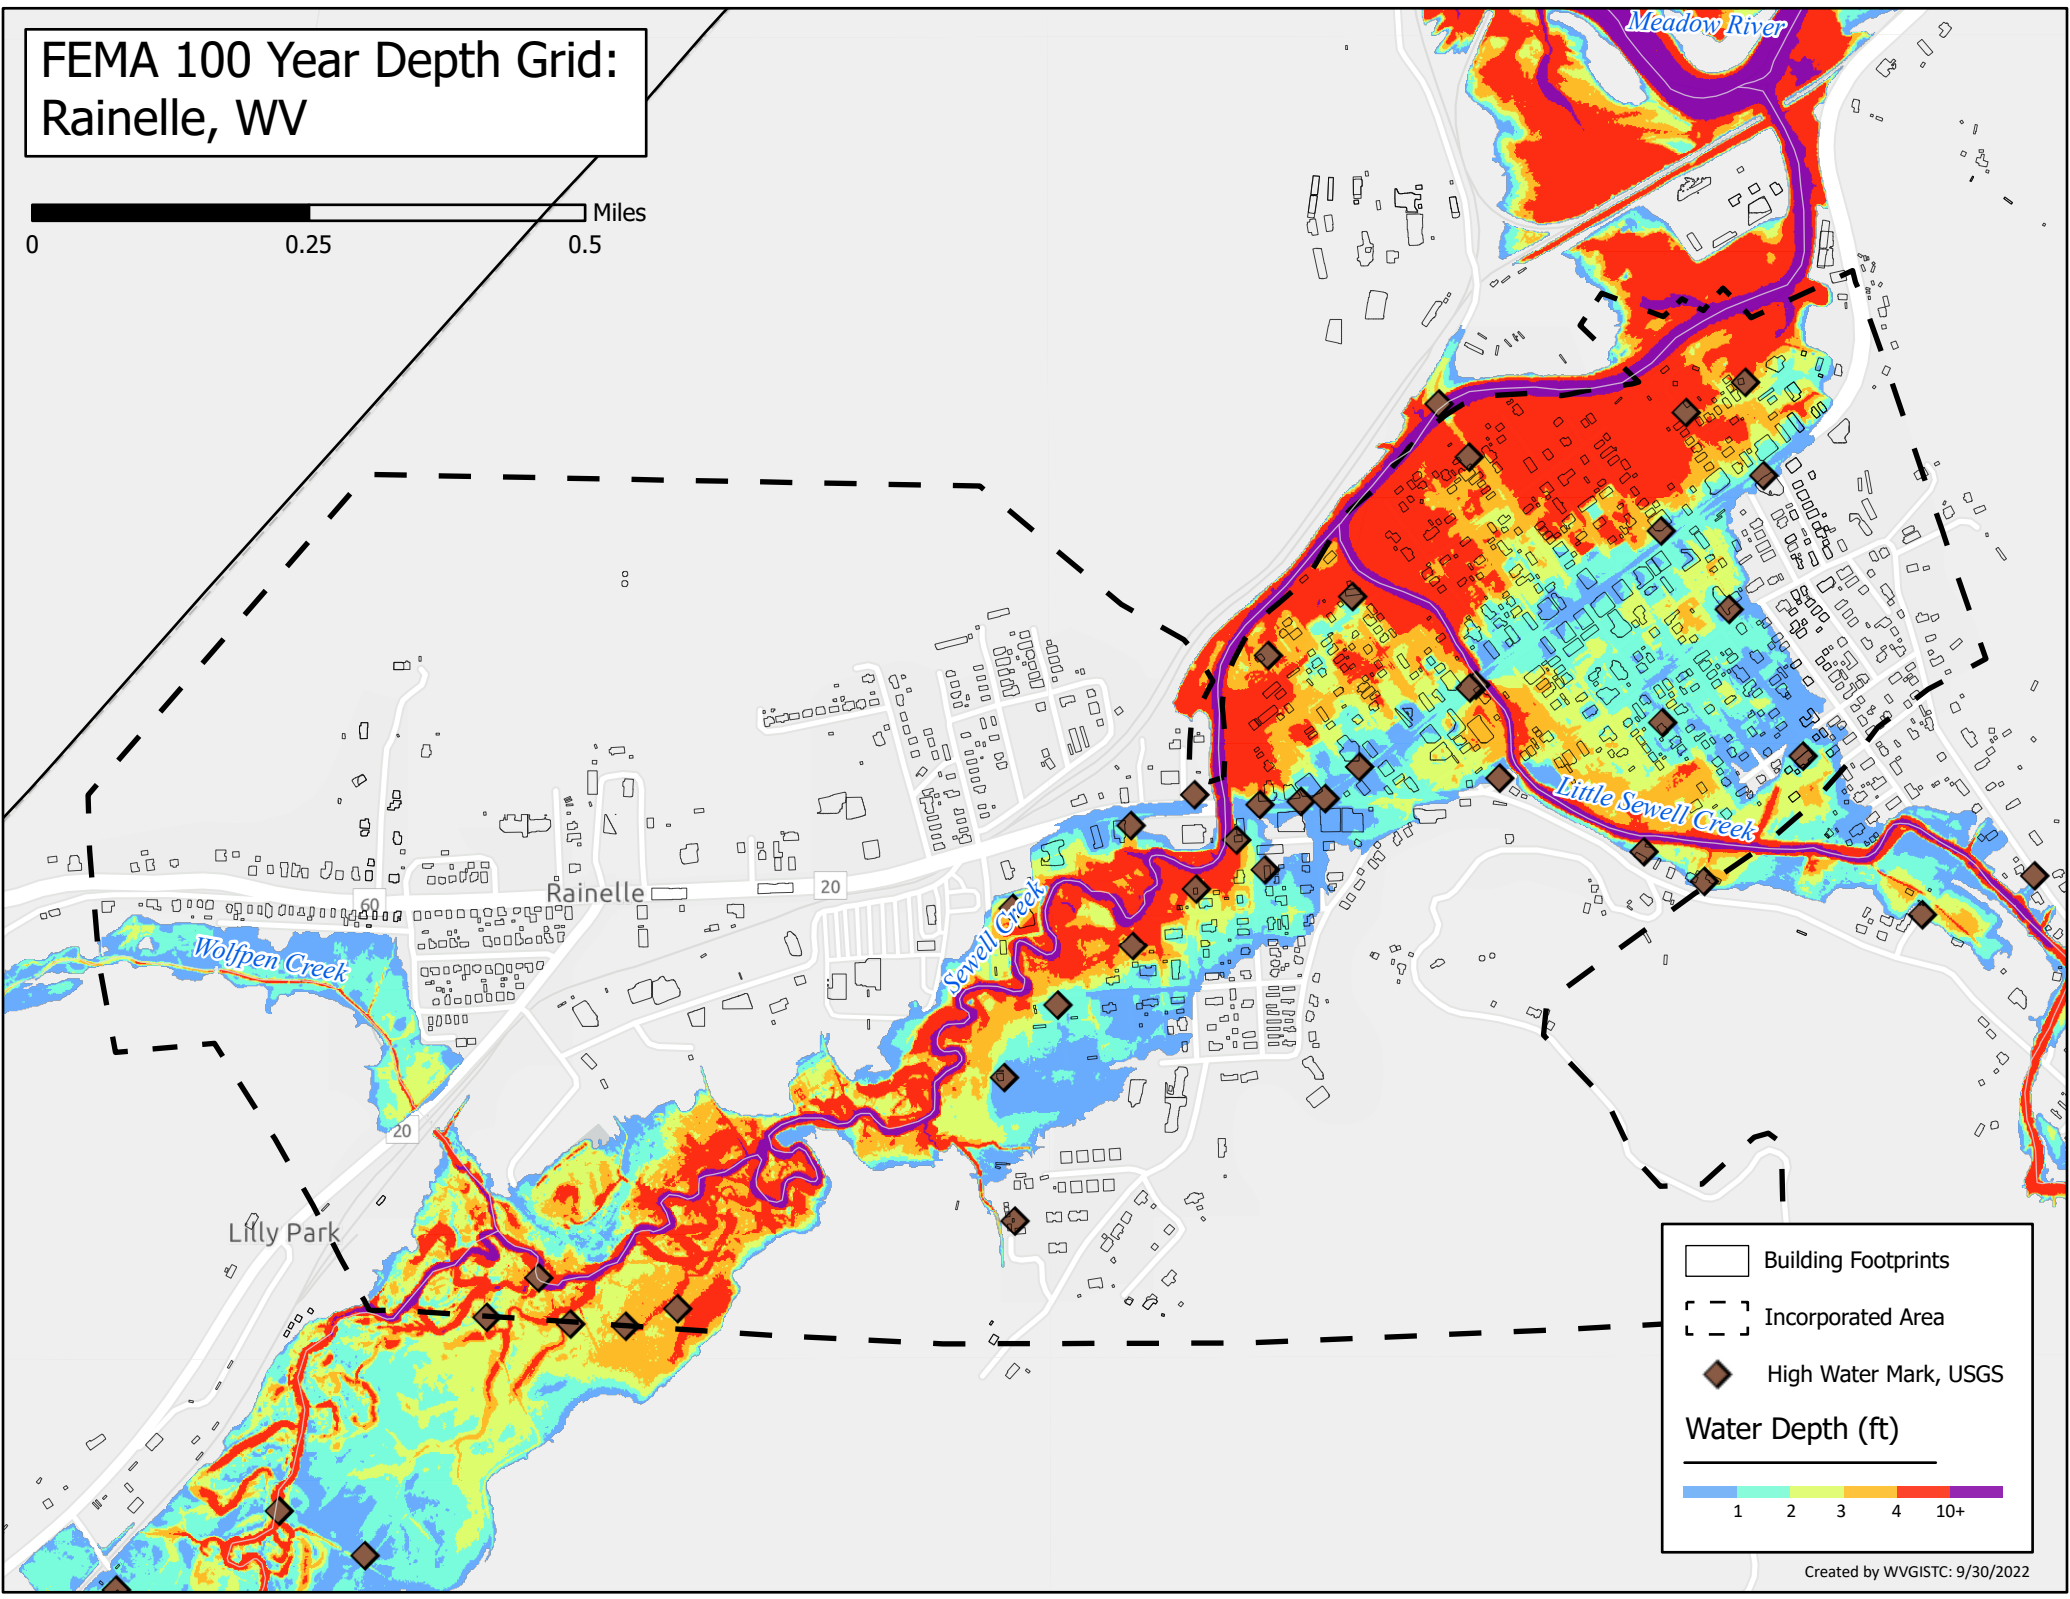 FEMA 100 Year Depth Grid:
Rainelle, WV
Miles
0 0.25 0.5
Meadow River
Little Sewell Creek
Rainelle
20
60
Sewell Creek
Wolfpen Creek
20
Lilly Park
Building Footprints
Incorporated Area
High Water Mark, USGS
Water Depth (ft)
1 2 3 4 10+
Created by WVGISTC: 9/30/2022